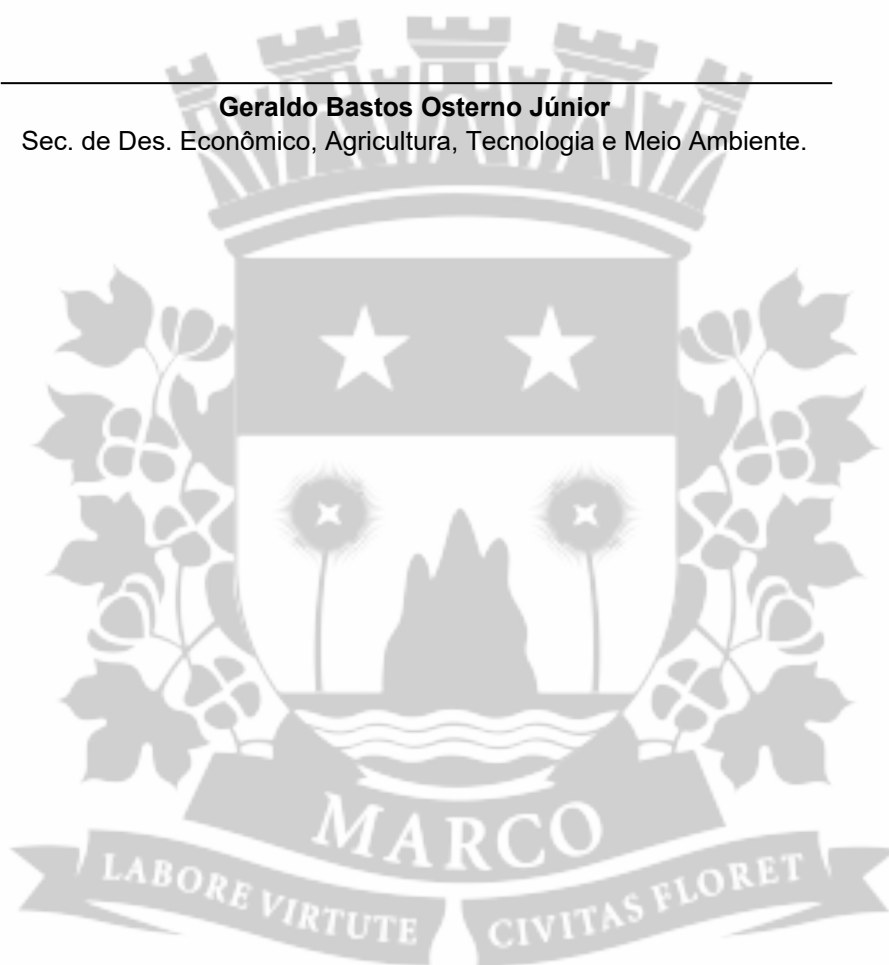 Geraldo Bastos Osterno Júnior
Sec. de Des. Econômico, Agricultura, Tecnologia e Meio Ambiente.
MARCO
LABORE VIRTUTE CIVITAS FLORET